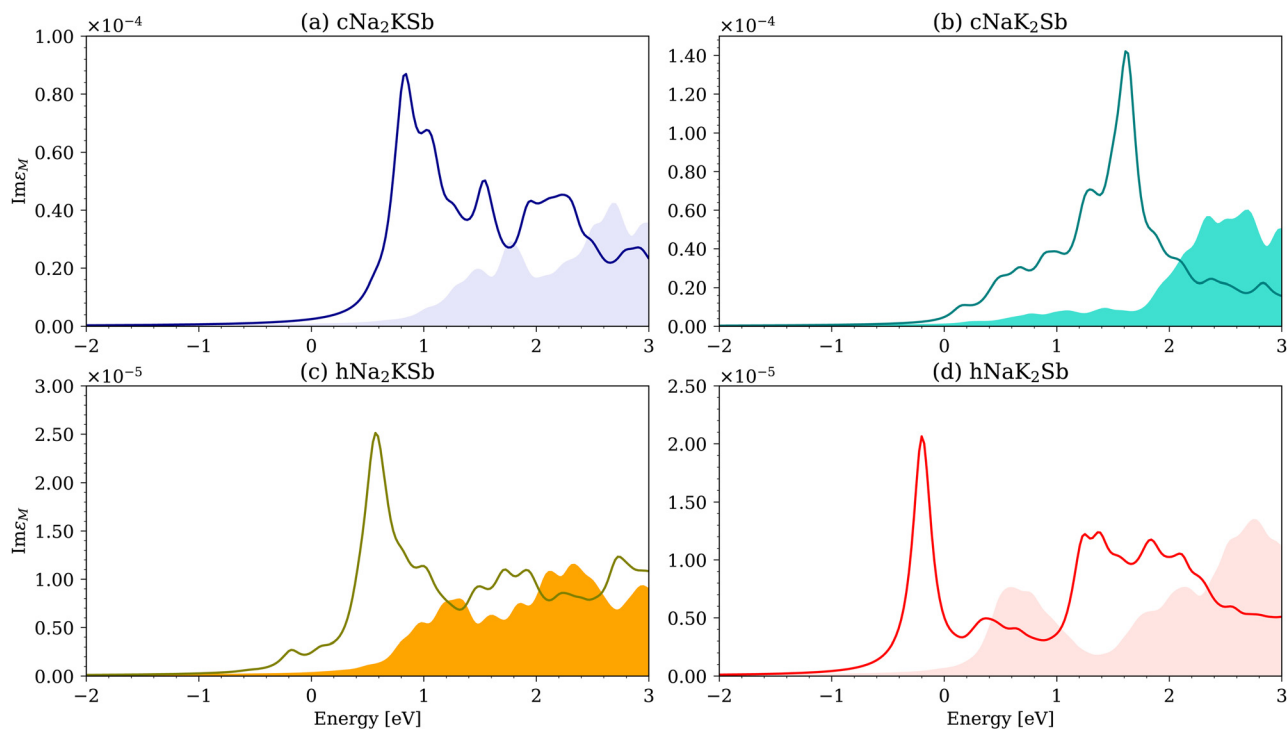 (a) cNa₂KSb
×10⁻⁴
1.00
0.80
0.60
0.40
0.20
0.00
Imε_M
−2 −1 0 1 2 3
(b) cNaK₂Sb
×10⁻⁴
1.40
1.20
1.00
0.80
0.60
0.40
0.20
0.00
−2 −1 0 1 2 3
(c) hNa₂KSb
×10⁻⁵
3.00
2.50
2.00
1.50
1.00
0.50
0.00
Imε_M
−2 −1 0 1 2 3
Energy [eV]
(d) hNaK₂Sb
×10⁻⁵
2.50
2.00
1.50
1.00
0.50
0.00
−2 −1 0 1 2 3
Energy [eV]